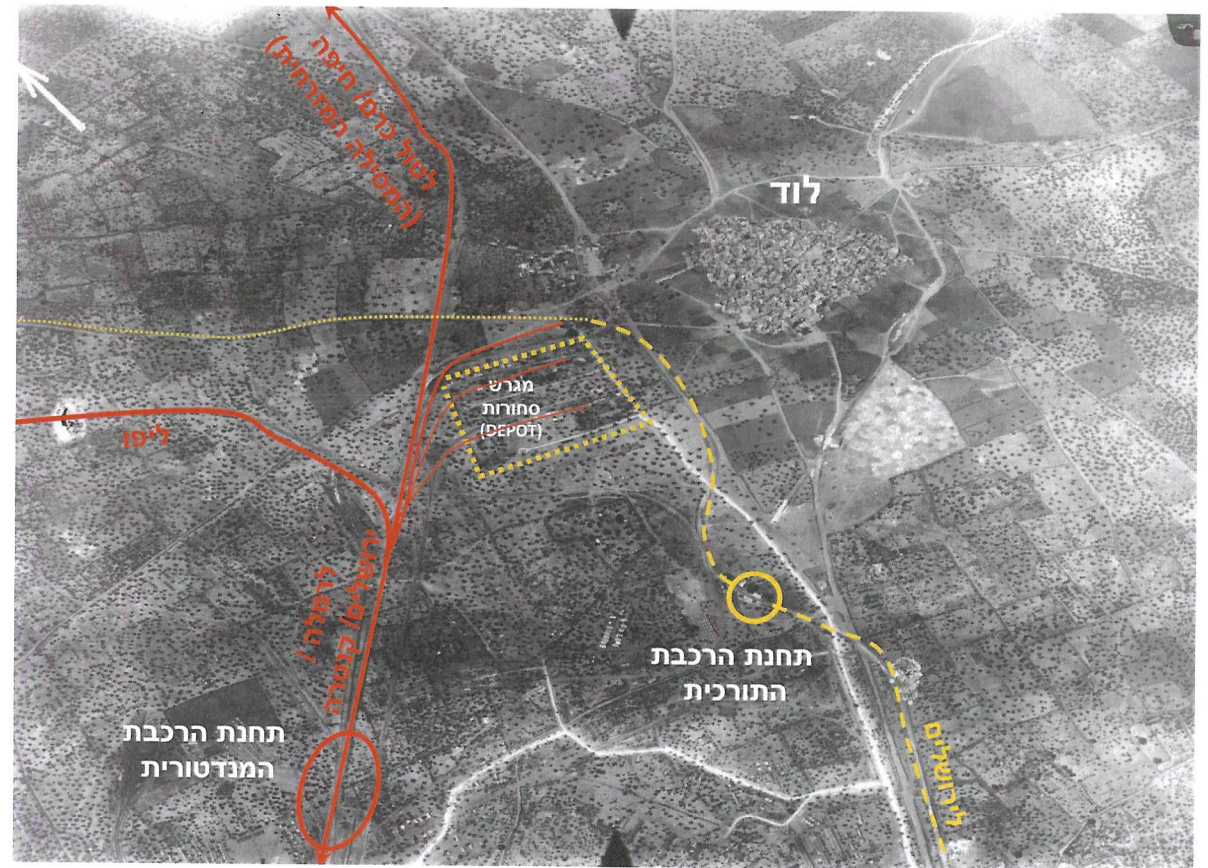 לטול כרם/ חיפה
(המסילה המזרחית)
לוד
מגרש
סחורות
(DEPOT)
ליפו
לרמלה /
ירושלים/ קנטרה
תחנת הרכבת
התורכית
תחנת הרכבת
המנדטורית
לירושלים